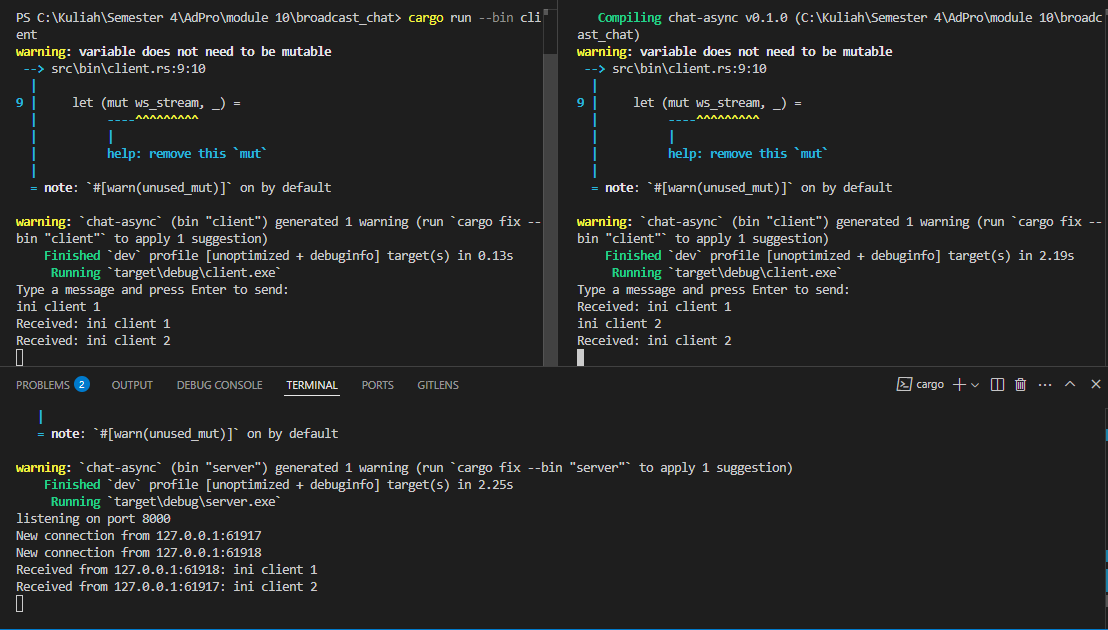 PS C:\Kuliah\Semester 4\AdPro\module 10\broadcast_chat> cargo run --bin cli
ent
warning: variable does not need to be mutable
--> src\bin\client.rs:9:10
|
9 |     let (mut ws_stream, _) =
|          ----^^^^^^^^^
|          |
|          help: remove this `mut`
|
= note: `#[warn(unused_mut)]` on by default
warning: `chat-async` (bin "client") generated 1 warning (run `cargo fix --
bin "client"` to apply 1 suggestion)
Finished `dev` profile [unoptimized + debuginfo] target(s) in 0.13s
Running `target\debug\client.exe`
Type a message and press Enter to send:
ini client 1
Received: ini client 1
Received: ini client 2
Compiling chat-async v0.1.0 (C:\Kuliah\Semester 4\AdPro\module 10\broadc
ast_chat)
warning: variable does not need to be mutable
--> src\bin\client.rs:9:10
|
9 |     let (mut ws_stream, _) =
|          ----^^^^^^^^^
|          |
|          help: remove this `mut`
|
= note: `#[warn(unused_mut)]` on by default
warning: `chat-async` (bin "client") generated 1 warning (run `cargo fix --
bin "client"` to apply 1 suggestion)
Finished `dev` profile [unoptimized + debuginfo] target(s) in 2.19s
Running `target\debug\client.exe`
Type a message and press Enter to send:
Received: ini client 1
ini client 2
Received: ini client 2
PROBLEMS 2 OUTPUT DEBUG CONSOLE TERMINAL PORTS GITLENS cargo
|
= note: `#[warn(unused_mut)]` on by default
warning: `chat-async` (bin "server") generated 1 warning (run `cargo fix --bin "server"` to apply 1 suggestion)
Finished `dev` profile [unoptimized + debuginfo] target(s) in 2.25s
Running `target\debug\server.exe`
listening on port 8000
New connection from 127.0.0.1:61917
New connection from 127.0.0.1:61918
Received from 127.0.0.1:61918: ini client 1
Received from 127.0.0.1:61917: ini client 2